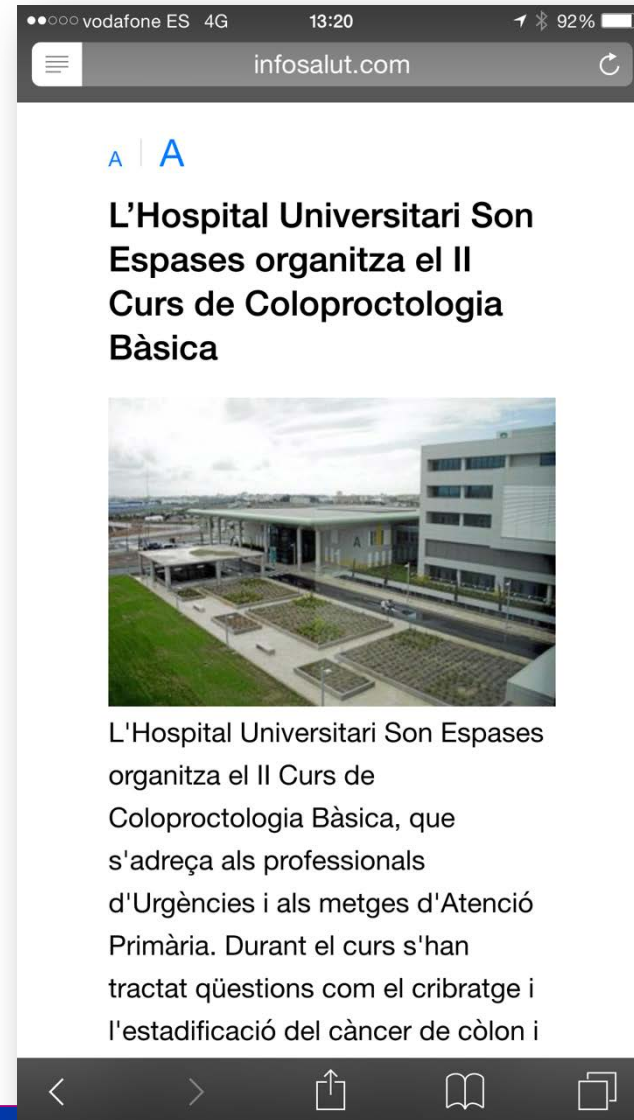 vodafone ES 4G 13:20 92%
infosalut.com
A A
L’Hospital Universitari Son
Espases organitza el II
Curs de Coloproctologia
Bàsica
A
L'Hospital Universitari Son Espases
organitza el II Curs de
Coloproctologia Bàsica, que
s'adreça als professionals
d'Urgències i als metges d'Atenció
Primària. Durant el curs s'han
tractat qüestions com el cribratge i
l'estadificació del càncer de còlon i